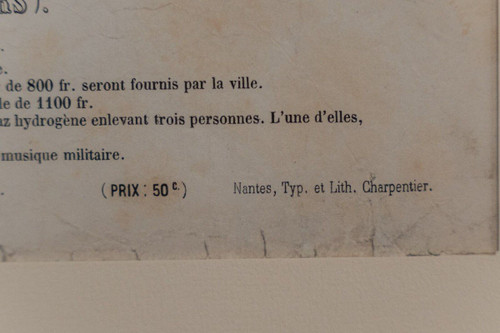 de 800 fr. seront fournis par la ville.
de 1100 fr.
hydrogène enlevant trois personnes. L'une d'elles,
musique militaire.
(PRIX : 50 c.) Nantes, Typ. et Lith. Charpentier.